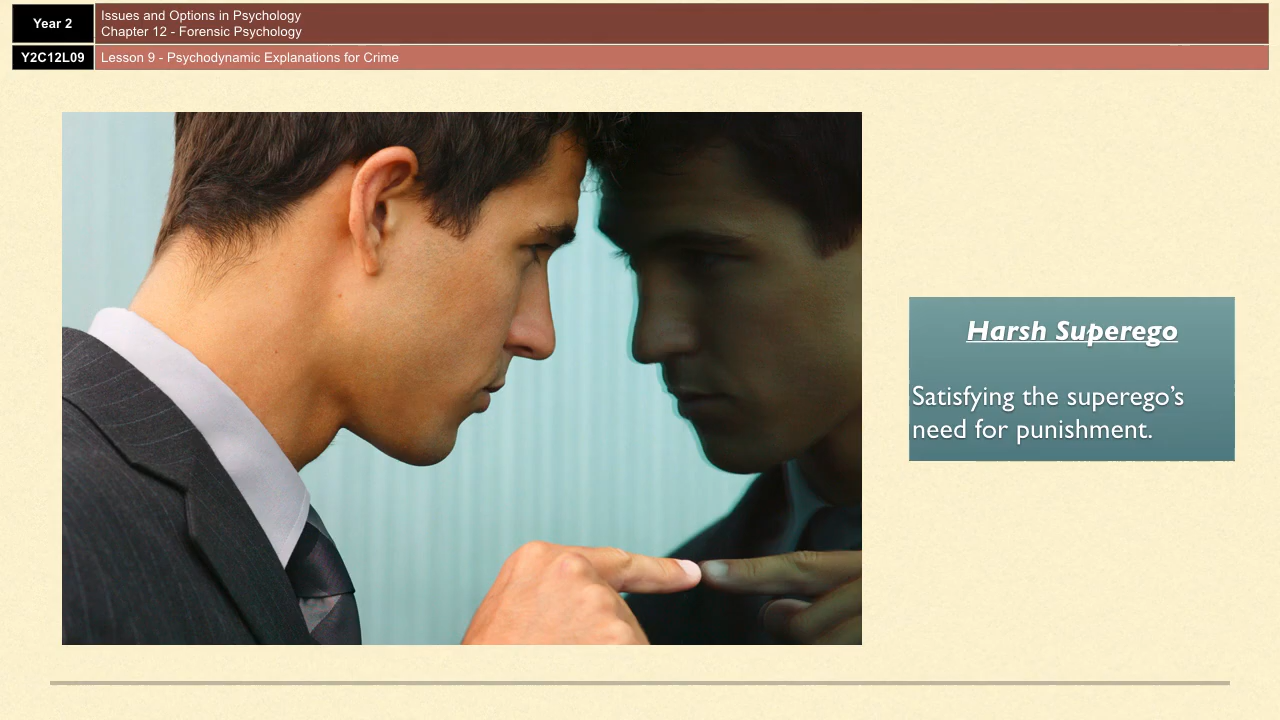 Year 2
Issues and Options in Psychology
Chapter 12 - Forensic Psychology
Y2C12L09
Lesson 9 - Psychodynamic Explanations for Crime
Harsh Superego
Satisfying the superego’s
need for punishment.